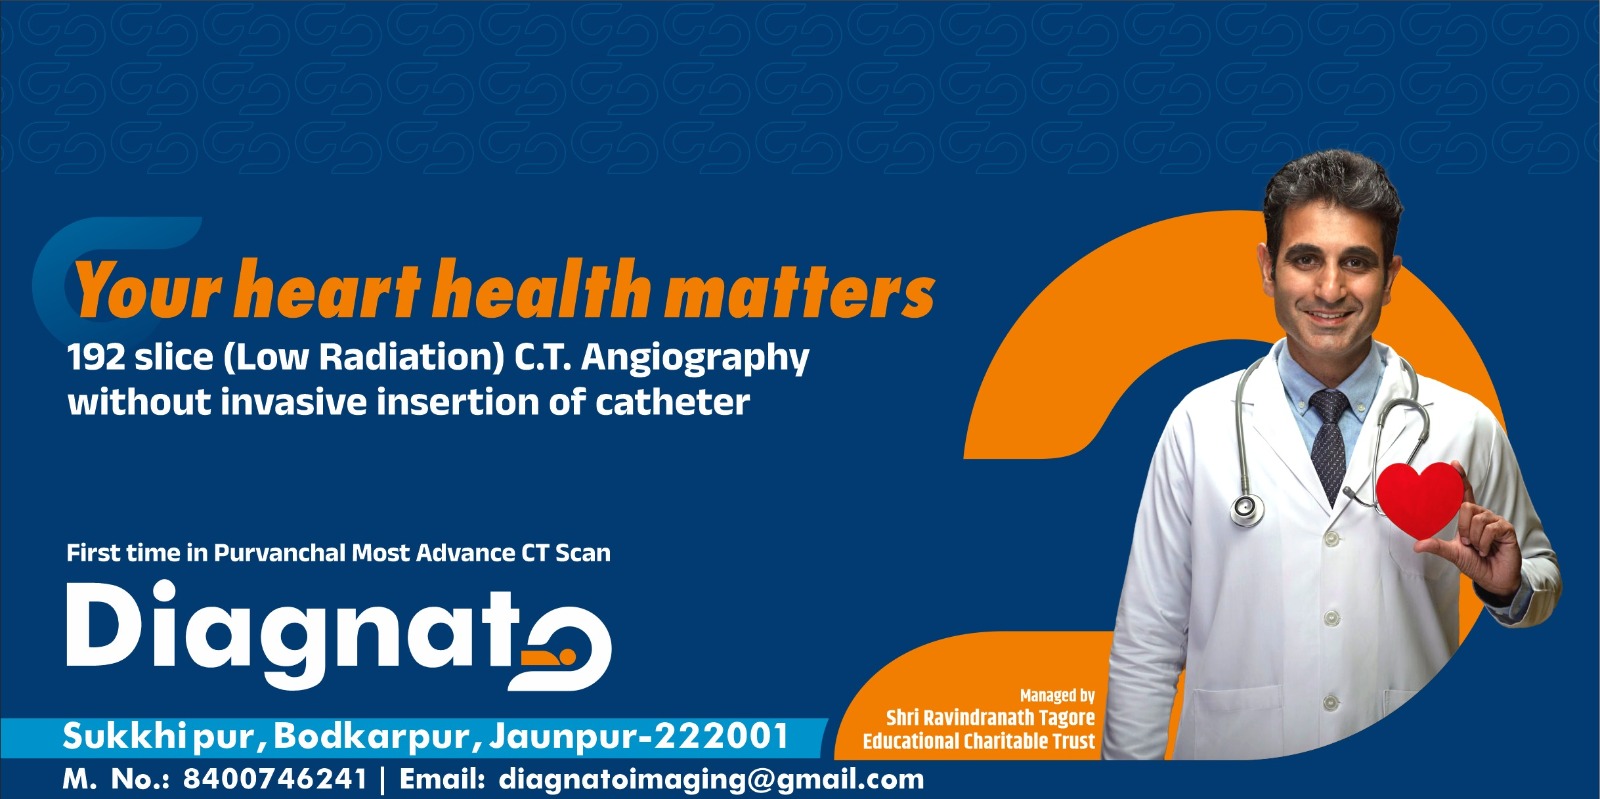 Your heart health matters
192 slice (Low Radiation) C.T. Angiography
without invasive insertion of catheter
First time in Purvanchal Most Advance CT Scan
Diagnato
Managed by
Shri Ravindranath Tagore
Educational Charitable Trust
Sukkhipur, Bodkarpur, Jaunpur-222001
M. No.: 8400746241 | Email: diagnatoimaging@gmail.com